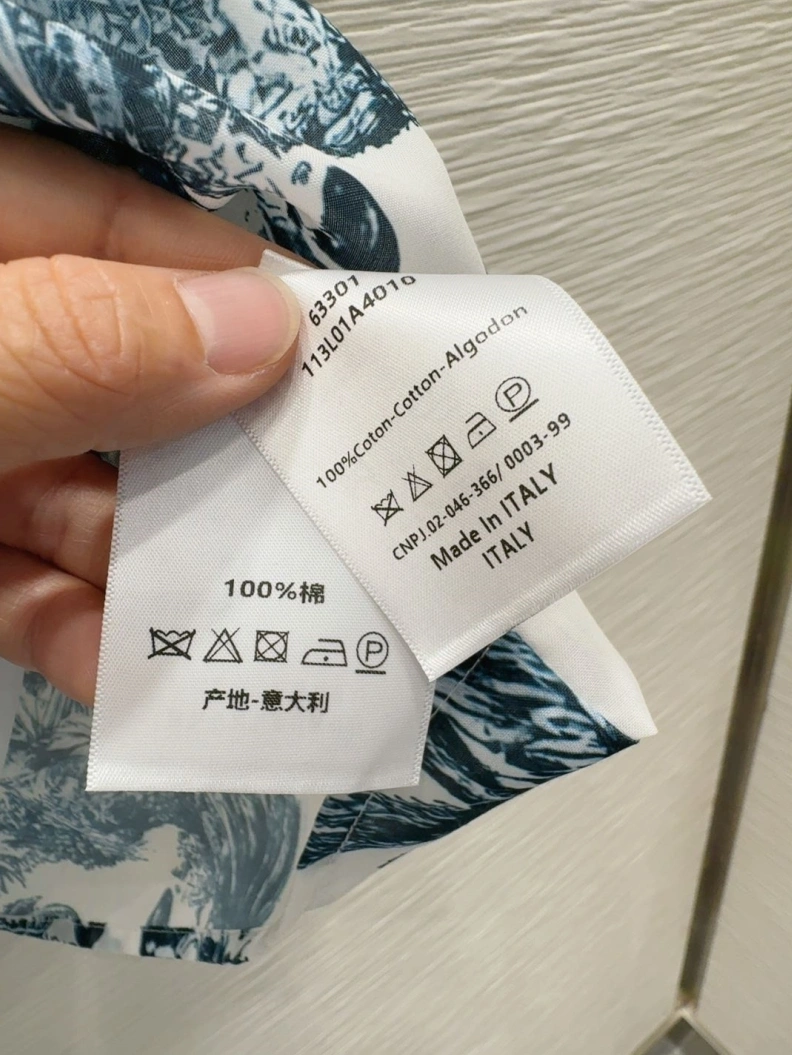 63301
113L01A4016
100%Coton-Cotton-Algodon
P
CNPJ.02-046-366/ 0003-99
Made In ITALY
ITALY
100%棉
P
产地-意大利